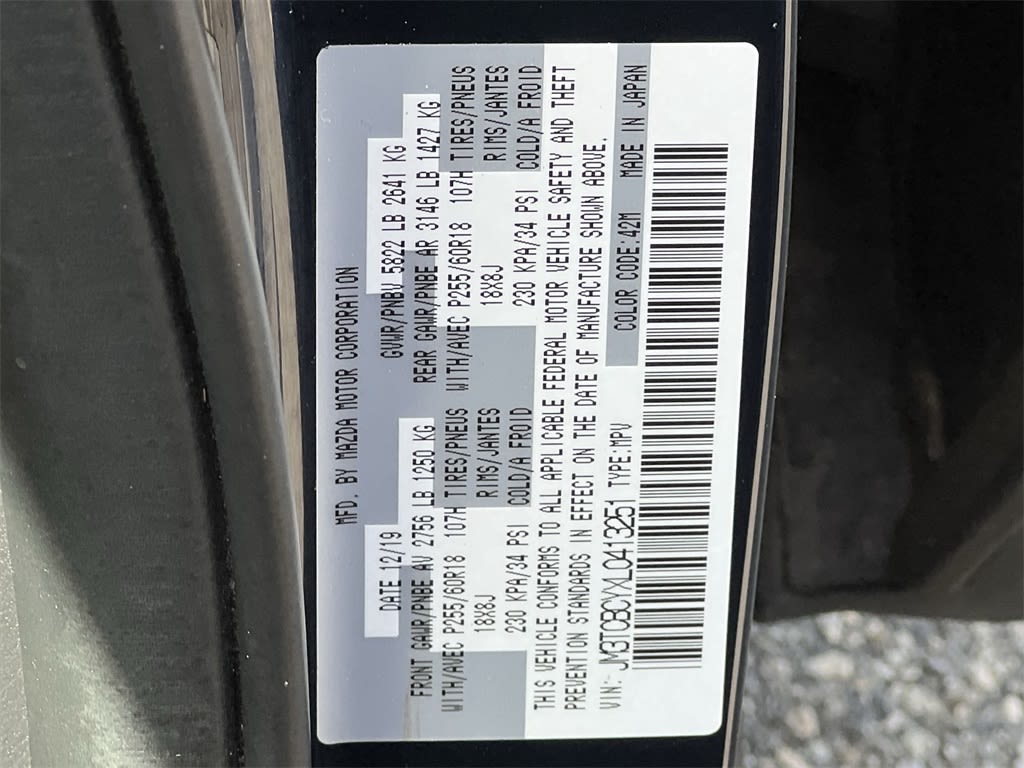 MFD. BY MAZDA MOTOR CORPORATION
DATE 12/19 GVWR/PNBV 5822 LB 2641 KG
FRONT GAWR/PNBE AV 2756 LB 1250 KG REAR GAWR/PNBE AR 3146 LB 1427 KG
WITH/AVEC P255/60R18 107H TIRES/PNEUS WITH/AVEC P255/60R18 107H TIRES/PNEUS
18X8J RIMS/JANTES 18X8J RIMS/JANTES
230 KPA/34 PSI COLD/A FROID 230 KPA/34 PSI COLD/A FROID
THIS VEHICLE CONFORMS TO ALL APPLICABLE FEDERAL MOTOR VEHICLE SAFETY AND THEFT
PREVENTION STANDARDS IN EFFECT ON THE DATE OF MANUFACTURE SHOWN ABOVE.
VIN: JM3TCBCYXL0413251 TYPE:MPV COLOR CODE:42M MADE IN JAPAN